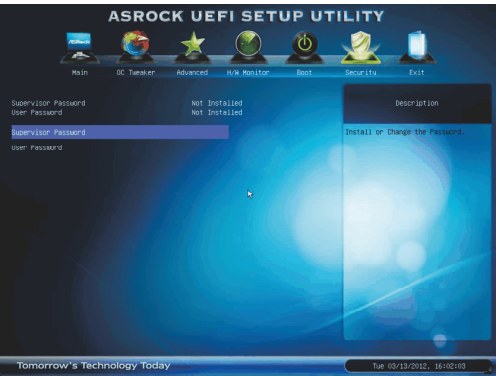 ASROCK UEFI SETUP UTILITY
ASRock
Main OC Tweaker Advanced H/W Monitor Boot Security Exit
Supervisor Password Not Installed
User Password Not Installed
Supervisor Password
User Password
Description
Install or Change the Password.
Tomorrow's Technology Today
Tue 03/13/2012, 16:02:03